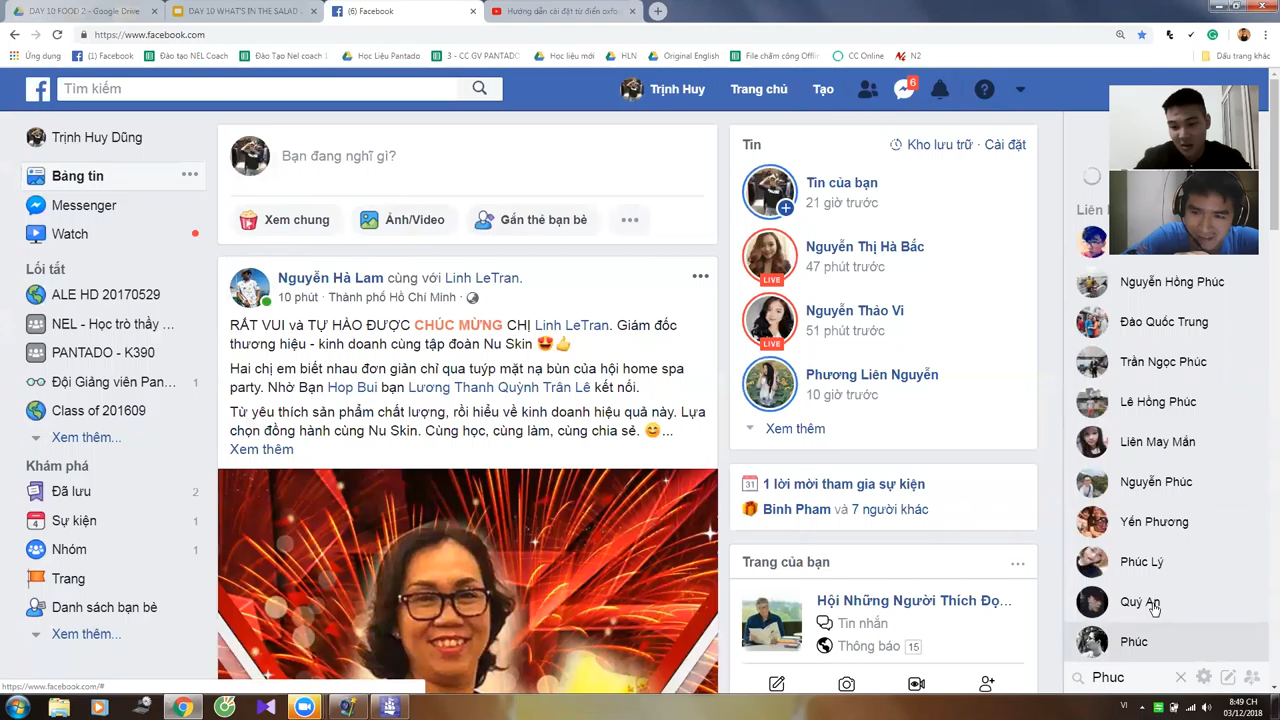 DAY 10 FOOD 2 – Google Drive
DAY 10 WHAT'S IN THE SALAD
(6) Facebook
Hướng dẫn cài đặt từ điển oxfo
https://www.facebook.com
Ứng dụng
(1) Facebook
Đào tạo NEL Coach
Đào Tạo Nel coach 1
Học Liệu Pantado
3 - CC GV PANTADO
Học liệu mới
HLN
Original English
File chấm công Offli
CC Online
N2
Dấu trang khác
Tìm kiếm
Trịnh Huy
Trang chủ
Tạo
6
Trịnh Huy Dũng
Bảng tin
Messenger
Watch
Lối tắt
ALE HD 20170529
NEL - Học trò thầy ...
PANTADO - K390
Đội Giảng viên Pan... 1
Class of 201609
Xem thêm...
Khám phá
Đã lưu 2
Sự kiện 1
Nhóm 1
Trang
Danh sách bạn bè
Xem thêm...
https://www.facebook.com/#
Bạn đang nghĩ gì?
Xem chung
Ảnh/Video
Gắn thẻ bạn bè
Nguyễn Hà Lam cùng với Linh LeTran.
10 phút · Thành phố Hồ Chí Minh ·
RẤT VUI và TỰ HÀO ĐƯỢC CHÚC MỪNG CHỊ Linh LeTran. Giám đốc
thương hiệu - kinh doanh cùng tập đoàn Nu Skin 🤩👍
Hai chị em biết nhau đơn giản chỉ qua tuýp mặt nạ bùn của hội home spa
party. Nhờ Bạn Hop Bui bạn Lương Thanh Quỳnh Trân Lê kết nối.
Từ yêu thích sản phẩm chất lượng, rồi hiểu về kinh doanh hiệu quả này. Lựa
chọn đồng hành cùng Nu Skin. Cùng học, cùng làm, cùng chia sẻ. 😊...
Xem thêm
Tin
Kho lưu trữ · Cài đặt
Tin của bạn
21 giờ trước
Nguyễn Thị Hà Bắc
47 phút trước
LIVE
Nguyễn Thảo Vi
51 phút trước
LIVE
Phương Liên Nguyễn
10 giờ trước
Xem thêm
31
1 lời mời tham gia sự kiện
Binh Pham và 7 người khác
Trang của bạn
Hội Những Người Thích Đọ...
Tin nhắn
Thông báo 15
Liên
Nguyễn Hồng Phúc
Đào Quốc Trung
Trần Ngọc Phúc
Lê Hồng Phúc
Liên May Mắn
Nguyễn Phúc
Yến Phương
Phúc Lý
Quý An
Phúc
Phuc
VI
8:49 CH
03/12/2018